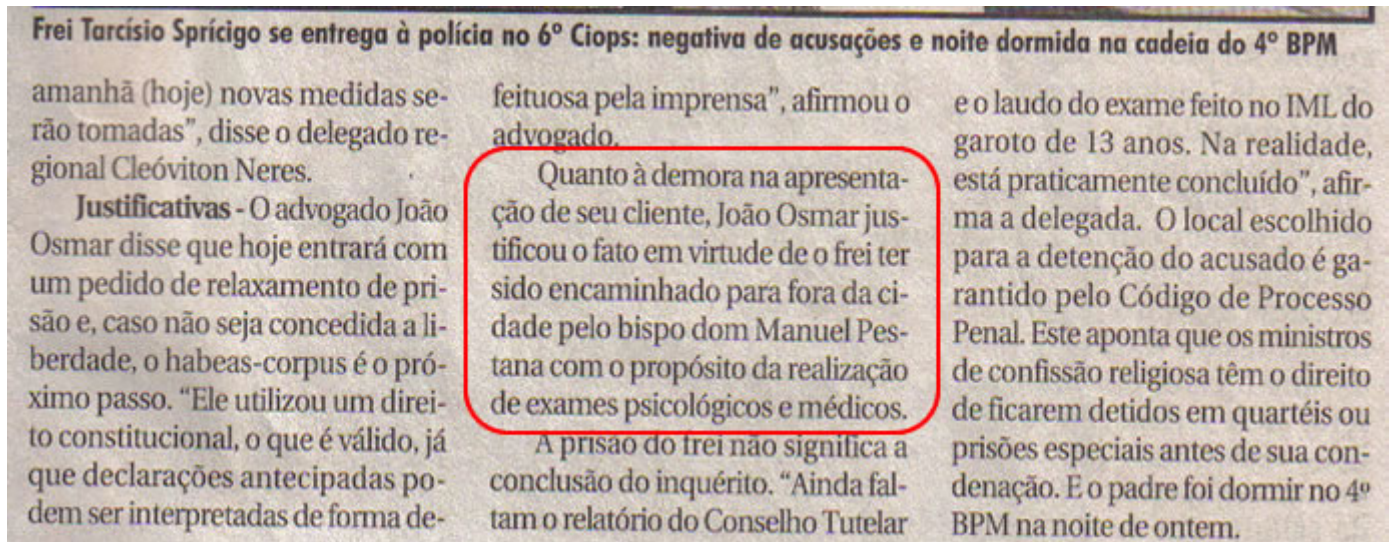 Frei Tarcísio Sprícigo se entrega à polícia no 6º Ciops: negativa de acusações e noite dormida na cadeia do 4º BPM
amanhã (hoje) novas medidas se-
rão tomadas”, disse o delegado re-
gional Cleóviton Neres.
Justificativas - O advogado João
Osmar disse que hoje entrará com
um pedido de relaxamento de pri-
são e, caso não seja concedida a li-
berdade, o habeas-corpus é o pró-
ximo passo. “Ele utilizou um direi-
to constitucional, o que é válido, já
que declarações antecipadas po-
dem ser interpretadas de forma de-
feituosa pela imprensa”, afirmou o
advogado.
Quanto à demora na apresenta-
ção de seu cliente, João Osmar jus-
tificou o fato em virtude de o frei ter
sido encaminhado para fora da ci-
dade pelo bispo dom Manuel Pes-
tana com o propósito da realização
de exames psicológicos e médicos.
A prisão do frei não significa a
conclusão do inquérito. “Ainda fal-
tam o relatório do Conselho Tutelar
e o laudo do exame feito no IML do
garoto de 13 anos. Na realidade,
está praticamente concluído”, afir-
ma a delegada. O local escolhido
para a detenção do acusado é ga-
rantido pelo Código de Processo
Penal. Este aponta que os ministros
de confissão religiosa têm o direito
de ficarem detidos em quartéis ou
prisões especiais antes de sua con-
denação. E o padre foi dormir no 4º
BPM na noite de ontem.